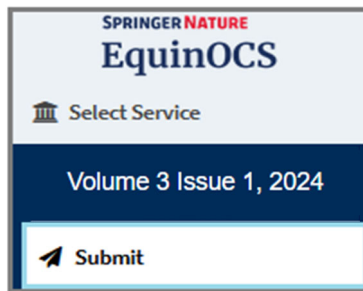 SPRINGER NATURE
EquinOCS
Select Service
Volume 3 Issue 1, 2024
Submit